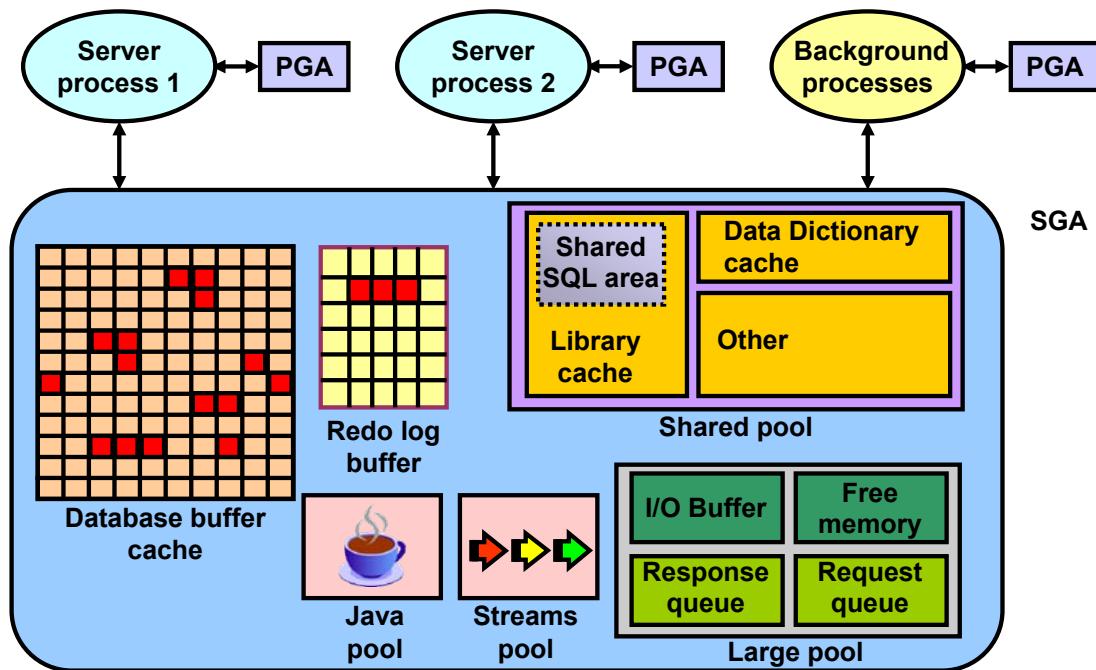 Server
process 1
PGA
Server
process 2
PGA
Background
processes
PGA
SGA
Shared
SQL area
Library
cache
Data Dictionary
cache
Other
Shared pool
Redo log
buffer
Database buffer
cache
Java
pool
Streams
pool
I/O Buffer
Free
memory
Response
queue
Request
queue
Large pool